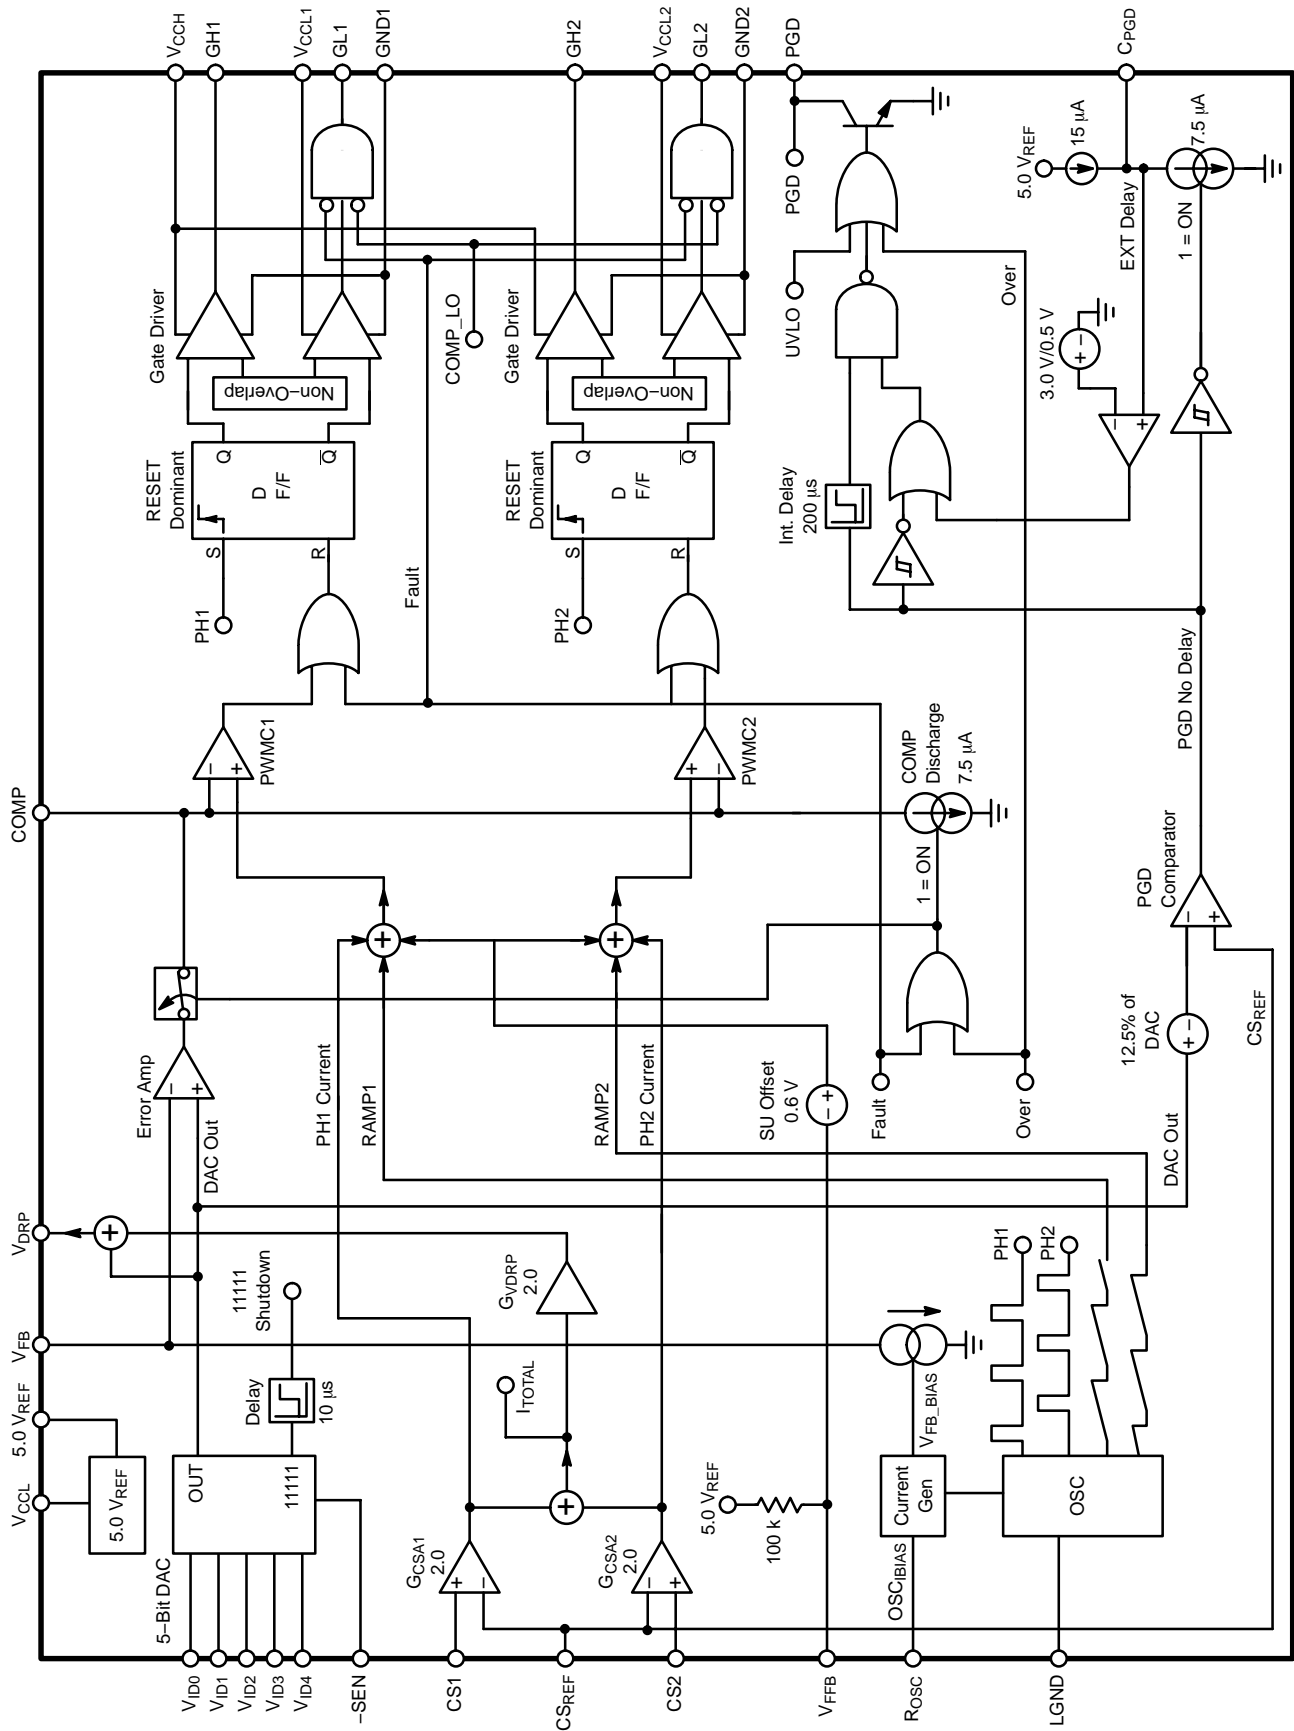 VCCH
GH1
VCCL1
GL1
GND1
GH2
VCCL2
GL2
GND2
PGD
CPGD
Gate Driver
Non–Overlap
RESET
Dominant
S
R
D
F/F
Q
Q
PH1
COMP_LO
Fault
Gate Driver
Non–Overlap
RESET
Dominant
S
R
D
F/F
Q
Q
PH2
PGD
UVLO
Over
5.0 VREF
15 μA
EXT Delay
7.5 μA
1 = ON
3.0 V/0.5 V
+ –
–
+
Int. Delay
200 μs
PGD No Delay
COMP
–
+
PWMC1
+
–
PWMC2
COMP
Discharge
7.5 μA
1 = ON
PGD
Comparator
–
+
12.5% of
DAC
+ –
CSREF
DAC Out
Error Amp
–
+
DAC Out
PH1 Current
RAMP1
+
+
RAMP2
PH2 Current
SU Offset
0.6 V
– +
Fault
Over
VDRP
+
VFB
5.0 VREF
VCCL
5.0 VREF
5–Bit DAC
OUT
11111
Delay
10 μs
11111
Shutdown
GVDRP
2.0
ITOTAL
+
GCSA1
2.0
+
–
GCSA2
2.0
–
+
5.0 VREF
100 k
VFB_BIAS
Current
Gen
OSCIBIAS
OSC
PH1
PH2
VID0
VID1
VID2
VID3
VID4
–SEN
CS1
CSREF
CS2
VFFB
ROSC
LGND